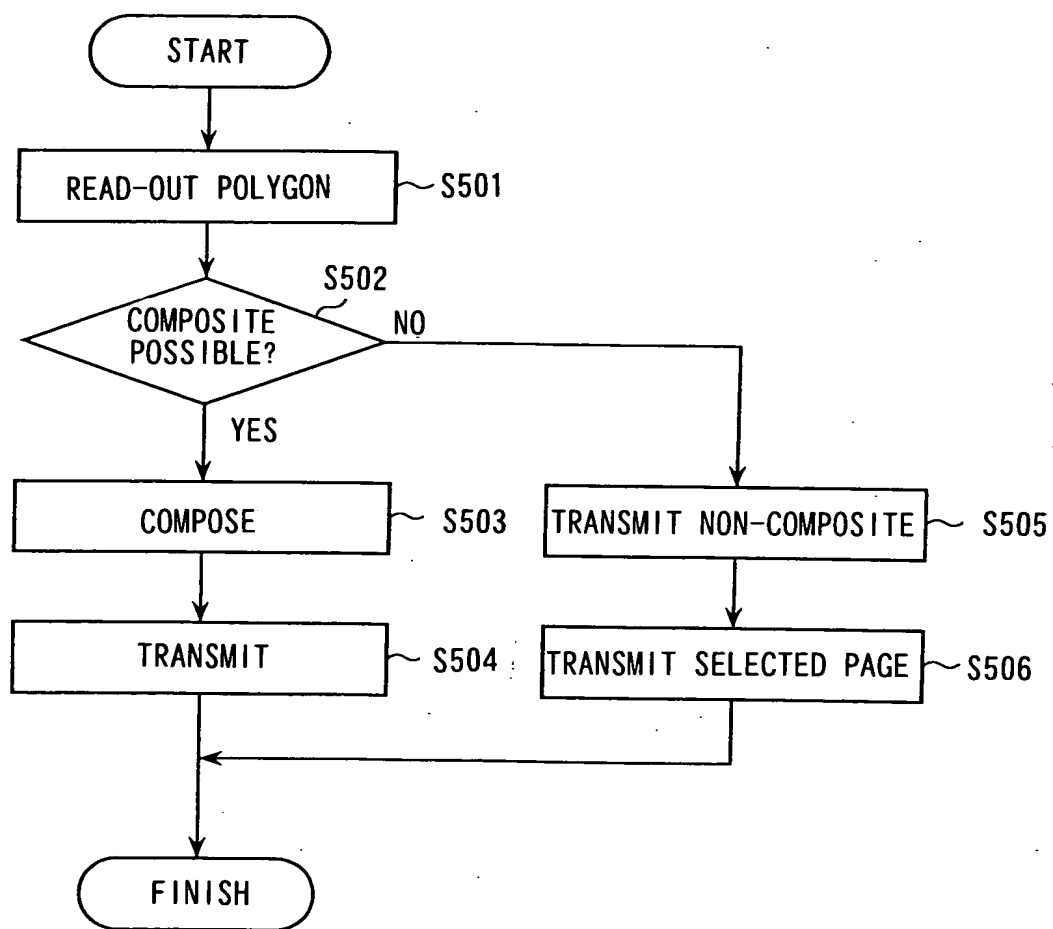 START
READ-OUT POLYGON
S501
S502
COMPOSITE
POSSIBLE?
NO
YES
COMPOSE
S503
TRANSMIT NON-COMPOSITE
S505
TRANSMIT
S504
TRANSMIT SELECTED PAGE
S506
FINISH